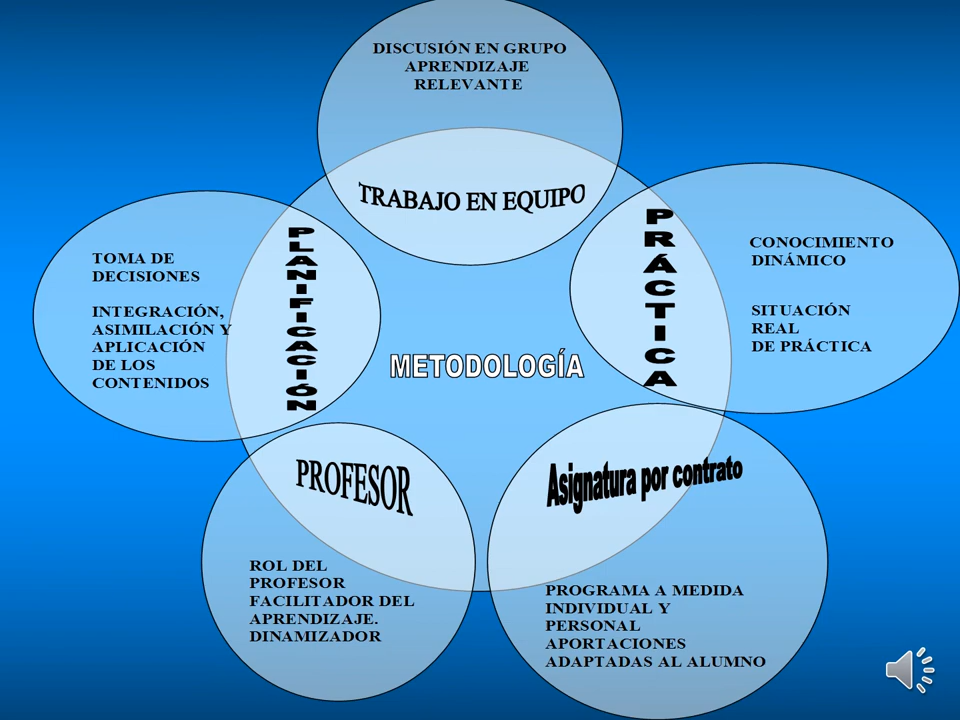 DISCUSIÓN EN GRUPO
APRENDIZAJE
RELEVANTE
TRABAJO EN EQUIPO
PLANIFICACIÓN
TOMA DE
DECISIONES
INTEGRACIÓN,
ASIMILACIÓN Y
APLICACIÓN
DE LOS
CONTENIDOS
PRÁCTICA
CONOCIMIENTO
DINÁMICO
SITUACIÓN
REAL
DE PRÁCTICA
METODOLOGÍA
PROFESOR
ROL DEL
PROFESOR
FACILITADOR DEL
APRENDIZAJE.
DINAMIZADOR
Asignatura por contrato
PROGRAMA A MEDIDA
INDIVIDUAL Y
PERSONAL
APORTACIONES
ADAPTADAS AL ALUMNO